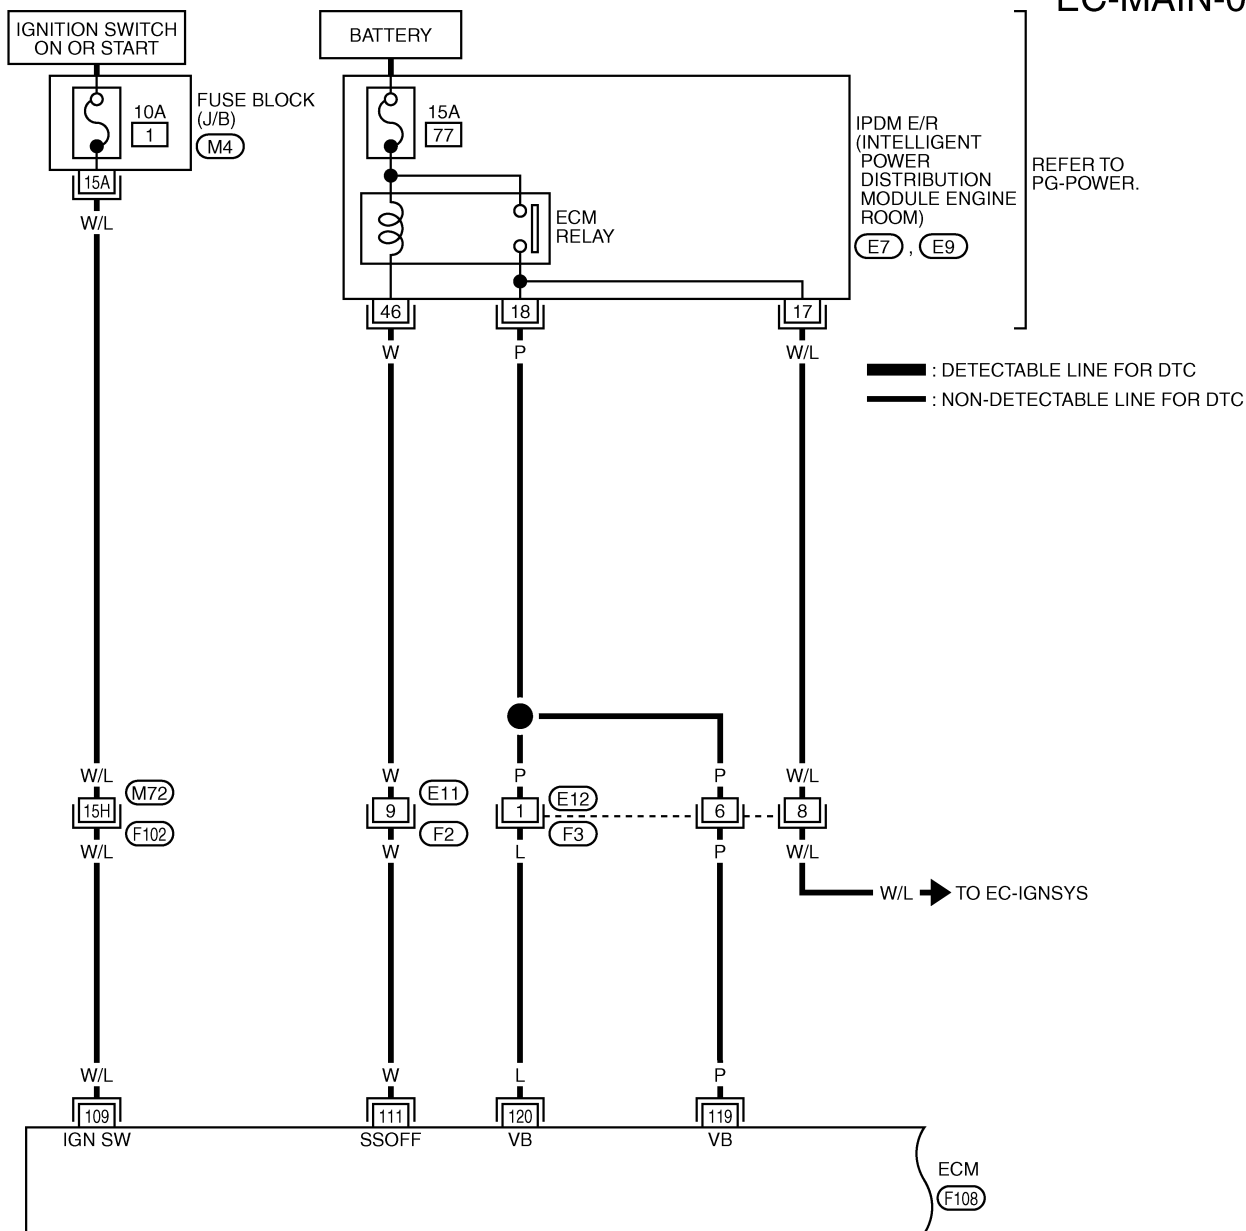 EC-MAIN-0
IGNITION SWITCH
ON OR START
BATTERY
10A
1
FUSE BLOCK
(J/B)
M4
15A
77
IPDM E/R
(INTELLIGENT
POWER
DISTRIBUTION
MODULE ENGINE
ROOM)
E7 , E9
REFER TO
PG-POWER.
ECM
RELAY
15A
W/L
46
18
17
W
P
W/L
: DETECTABLE LINE FOR DTC
: NON-DETECTABLE LINE FOR DTC
W/L
W
P
P
W/L
M72
E11
E12
15H
9
1
6
8
F102
F2
F3
W/L
W
L
P
W/L
W/L
TO EC-IGNSYS
W/L
W
L
P
109
111
120
119
IGN SW
SSOFF
VB
VB
ECM
F108